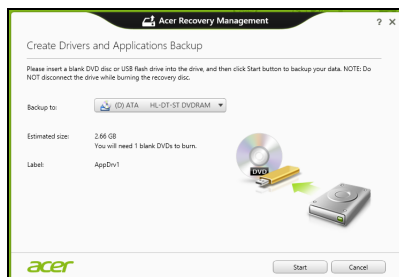 Acer Recovery Management
? X
Create Drivers and Applications Backup
Please insert a blank DVD disc or USB flash drive into the drive, and then click Start button to backup your data. NOTE: Do
NOT disconnect the drive while burning the recovery disc.
Backup to:
(D) ATA HL-DT-ST DVDRAM
Estimated size:
2.66 GB
You will need 1 blank DVDs to burn.
Label:
AppDrv1
DVD
acer
Start
Cancel